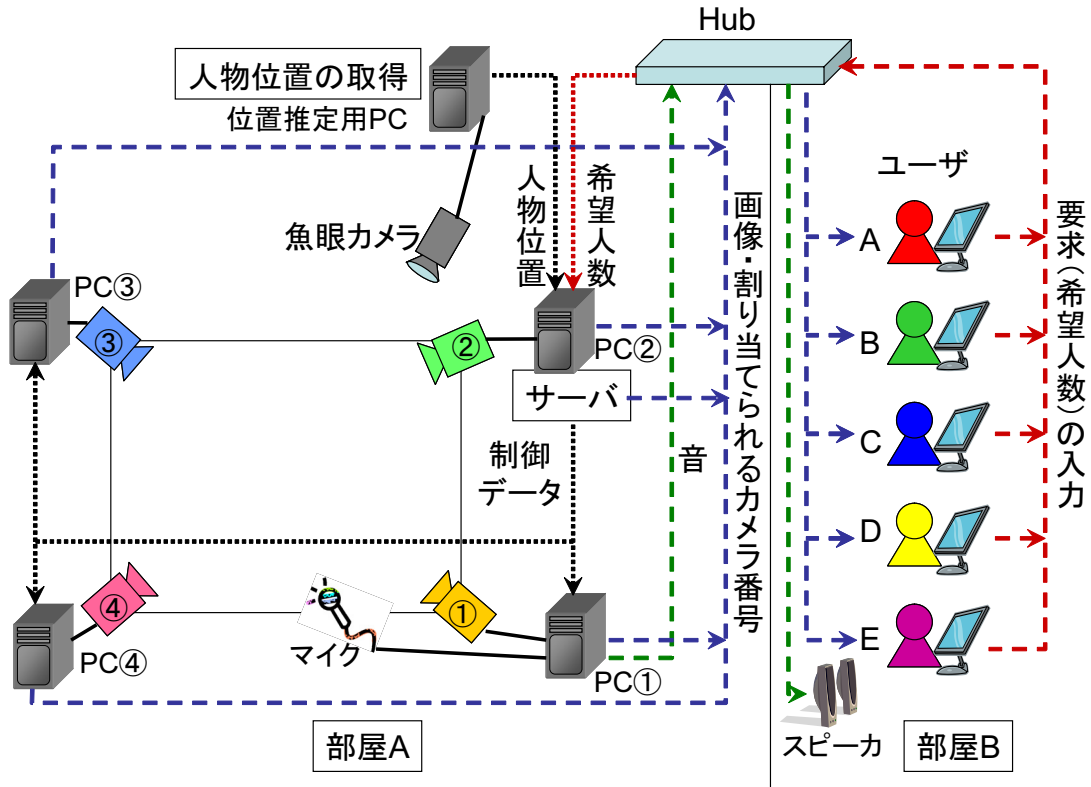 Hub
人物位置の取得
位置推定用PC
魚眼カメラ
人物位置
希望人数
画像・割り当てられるカメラ番号
ユーザ
要求(希望人数)の入力
A
B
C
D
E
PC③
③
②
PC②
サーバ
制御
データ
音
④
PC④
マイク
①
PC①
スピーカ
部屋A
部屋B